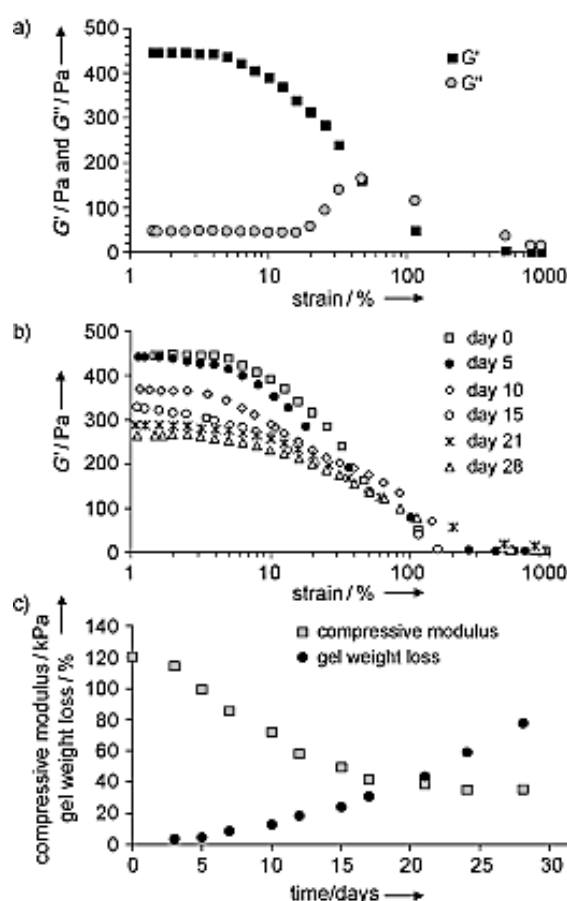 a)
G'/Pa and G''/Pa →
500
400
300
200
100
0
G'
G''
1
10
100
1000
strain / % →
b)
G'/Pa →
500
400
300
200
100
0
day 0
day 5
day 10
day 15
day 21
day 28
1
10
100
1000
strain / % →
c)
compressive modulus / kPa →
gel weight loss / %
140
120
100
80
60
40
20
0
compressive modulus
gel weight loss
0
5
10
15
20
25
30
time/days →